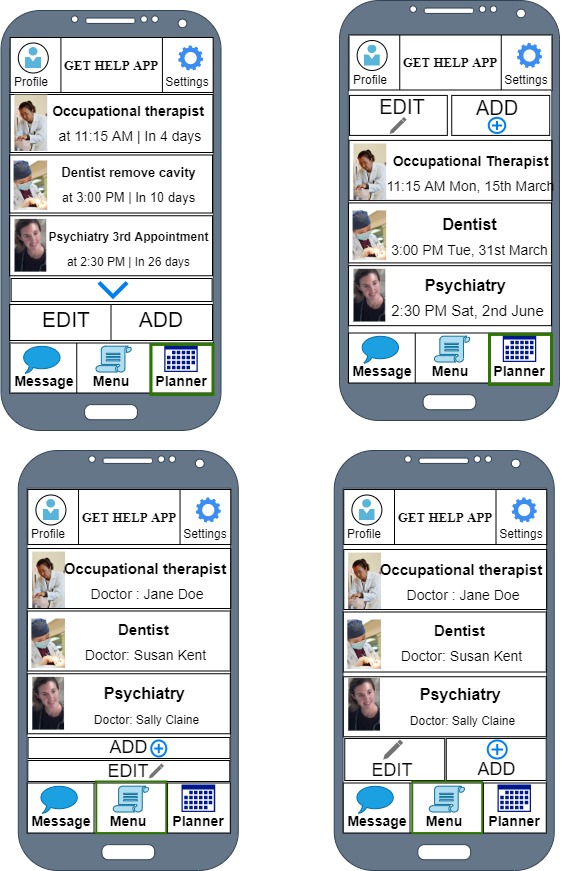 GET HELP APP
Profile
Settings
Occupational therapist
at 11:15 AM | In 4 days
Dentist remove cavity
at 3:00 PM | In 10 days
Psychiatry 3rd Appointment
at 2:30 PM | In 26 days
EDIT ADD
Message Menu Planner
GET HELP APP
Profile
Settings
EDIT ADD
Occupational Therapist
11:15 AM Mon, 15th March
Dentist
3:00 PM Tue, 31st March
Psychiatry
2:30 PM Sat, 2nd June
Message Menu Planner
GET HELP APP
Profile
Settings
Occupational therapist
Doctor : Jane Doe
Dentist
Doctor: Susan Kent
Psychiatry
Doctor: Sally Claine
ADD
EDIT
Message Menu Planner
GET HELP APP
Profile
Settings
Occupational therapist
Doctor : Jane Doe
Dentist
Doctor: Susan Kent
Psychiatry
Doctor: Sally Claine
EDIT ADD
Message Menu Planner